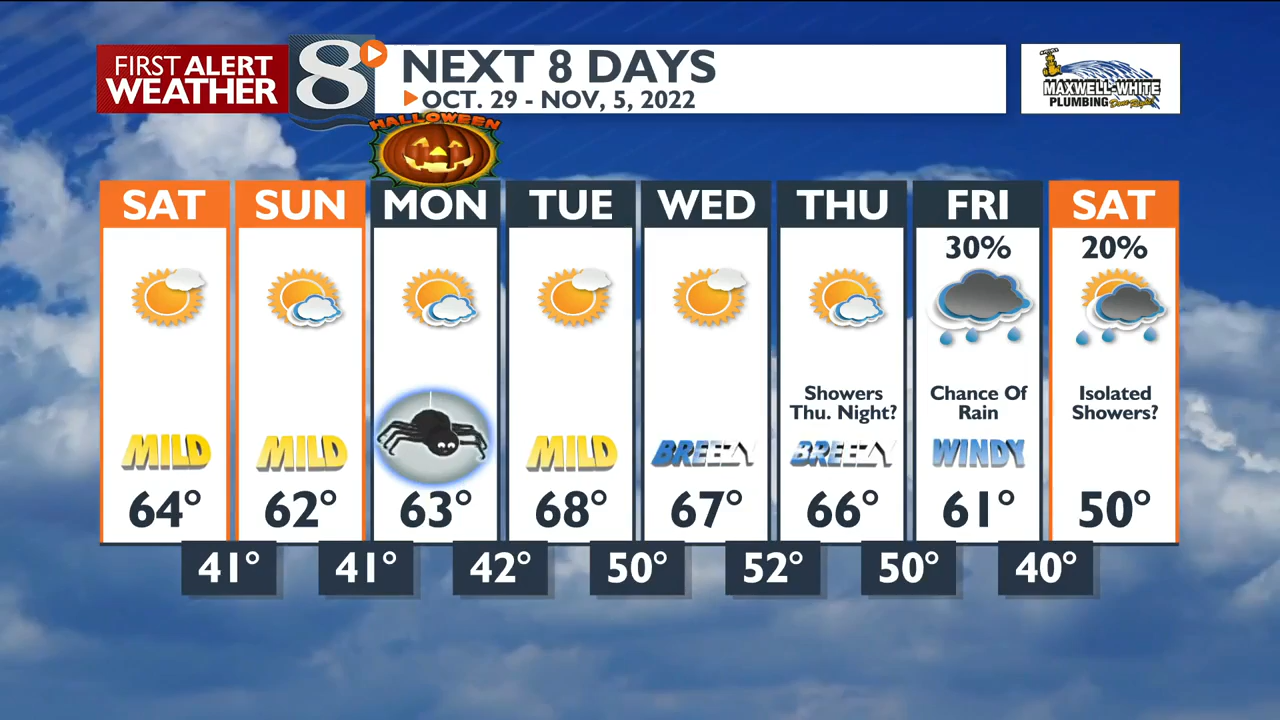 FIRST ALERT
WEATHER
8
NEXT 8 DAYS
OCT. 29 - NOV, 5, 2022
MAXWELL-WHITE
PLUMBING Done Right!
HALLOWEEN
SAT SUN MON TUE WED THU FRI SAT
30% 20%
Showers Chance Of Isolated
Thu. Night? Rain Showers?
MILD MILD MILD BREEZY BREEZY WINDY
64° 62° 63° 68° 67° 66° 61° 50°
41° 41° 42° 50° 52° 50° 40°